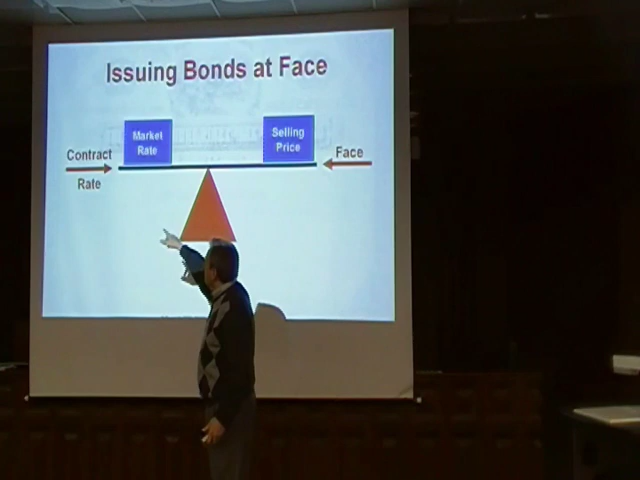 Issuing Bonds at Face
Market
Rate
Selling
Price
Contract
Rate
Face